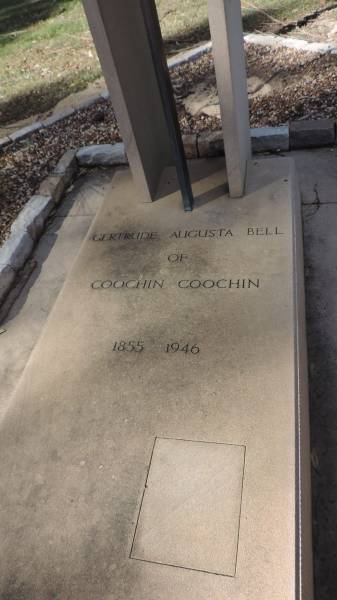 GERTRUDE AUGUSTA BELL
OF
COOCHIN COOCHIN
1855 1946